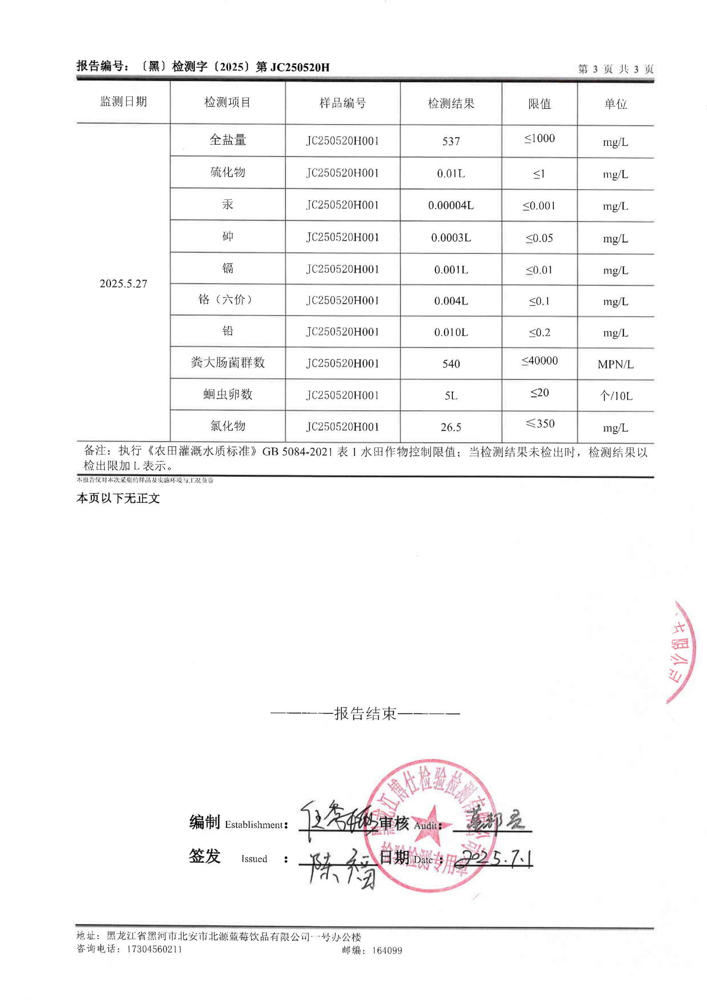 报告编号：〔黑〕检测字〔2025〕第 JC250520H
第 3 页 共 3 页
监测日期 检测项目 样品编号 检测结果 限值 单位
全盐量 JC250520H001 537 ≤1000 mg/L
硫化物 JC250520H001 0.01L ≤1 mg/L
汞 JC250520H001 0.00004L ≤0.001 mg/L
砷 JC250520H001 0.0003L ≤0.05 mg/L
镉 JC250520H001 0.001L ≤0.01 mg/L
2025.5.27
铬（六价） JC250520H001 0.004L ≤0.1 mg/L
铅 JC250520H001 0.010L ≤0.2 mg/L
粪大肠菌群数 JC250520H001 540 ≤40000 MPN/L
蛔虫卵数 JC250520H001 5L ≤20 个/10L
氯化物 JC250520H001 26.5 ≤350 mg/L
备注：执行《农田灌溉水质标准》GB 5084-2021 表 1 水田作物控制限值；当检测结果未检出时，检测结果以
检出限加 L 表示。
本报告仅对本次采集的样品及实施环境与工况负责
本页以下无正文
限公司
————报告结束————
黑龙江博仕检验检测有限公司
检验检测专用章
编制 Establishment： 审核 Audit：
签发 Issued ： 陈福 日期 Date ： 2025.7.1
地址：黑龙江省黑河市北安市北源蓝莓饮品有限公司一号办公楼
咨询电话：17304560211 邮编：164099